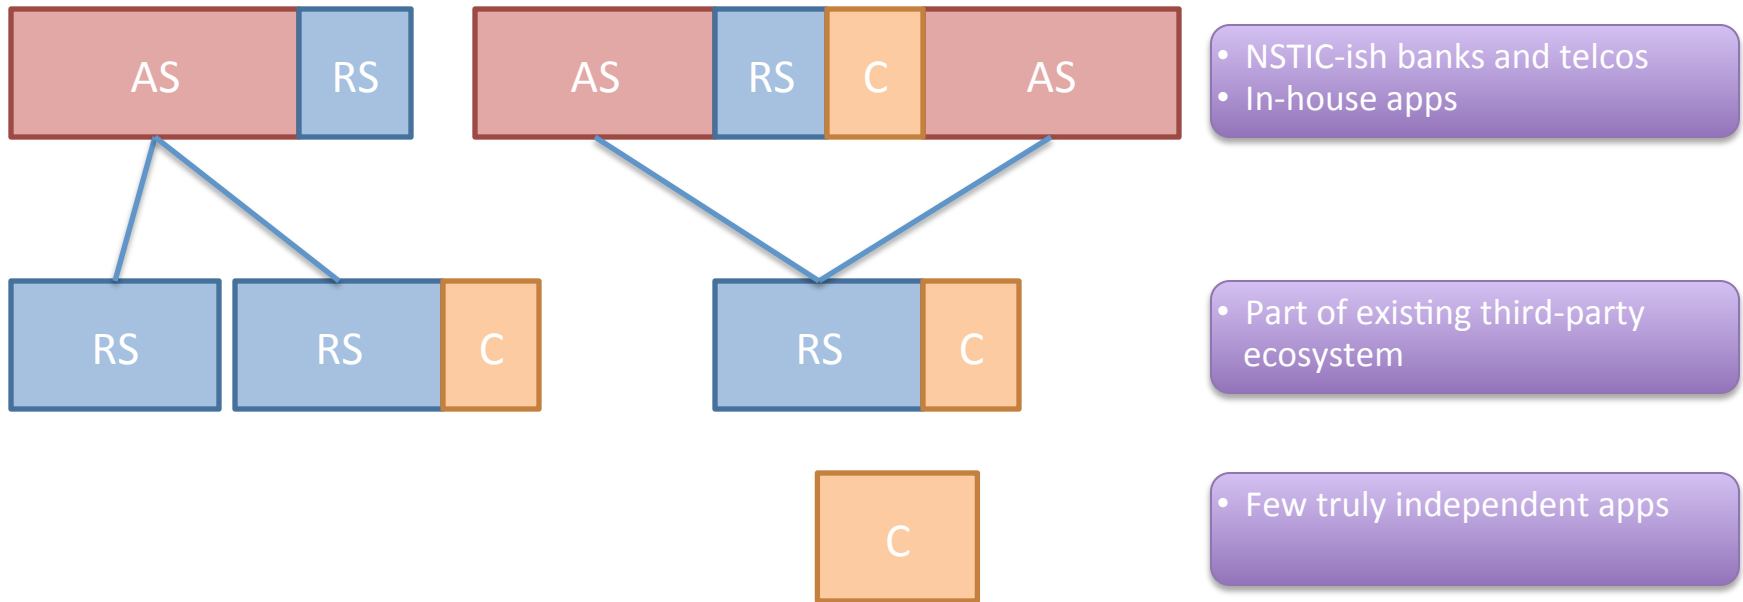 AS
RS
AS
RS
C
AS
• NSTIC-ish banks and telcos
• In-house apps
RS
RS
C
RS
C
• Part of existing third-party
ecosystem
C
• Few truly independent apps